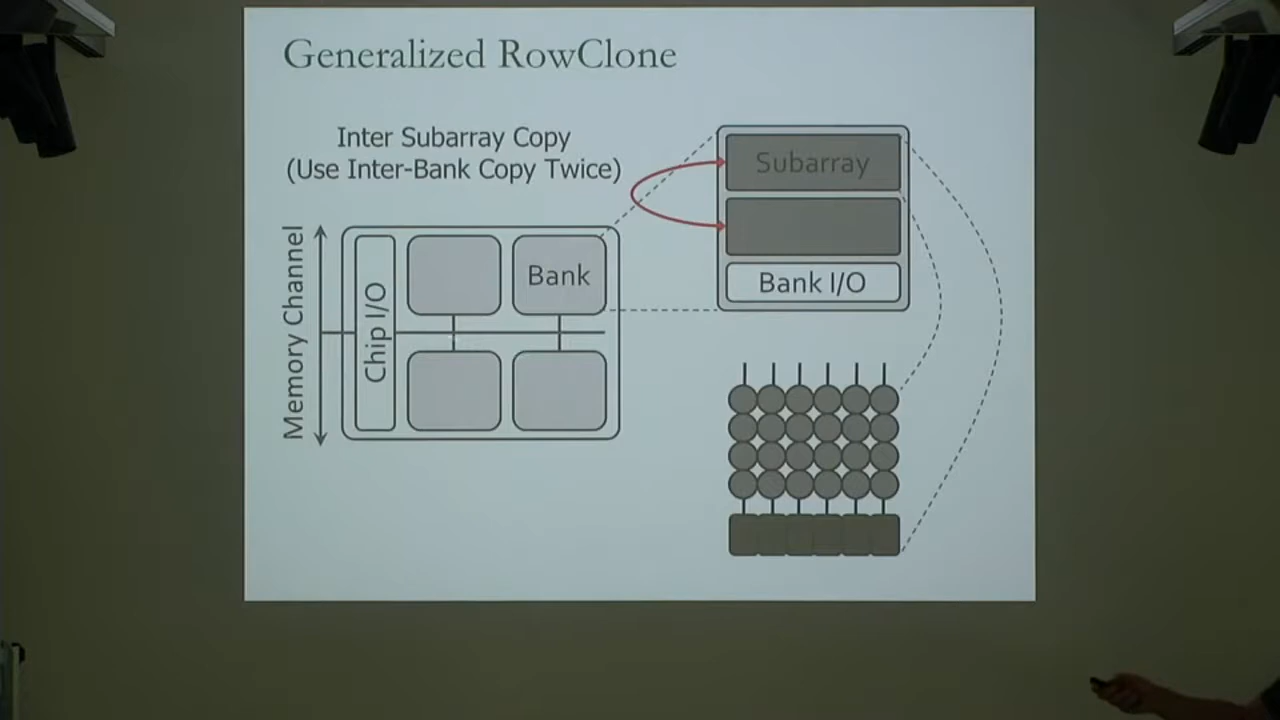 Generalized RowClone
Inter Subarray Copy
(Use Inter-Bank Copy Twice)
Memory Channel
Chip I/O
Bank
Subarray
Bank I/O